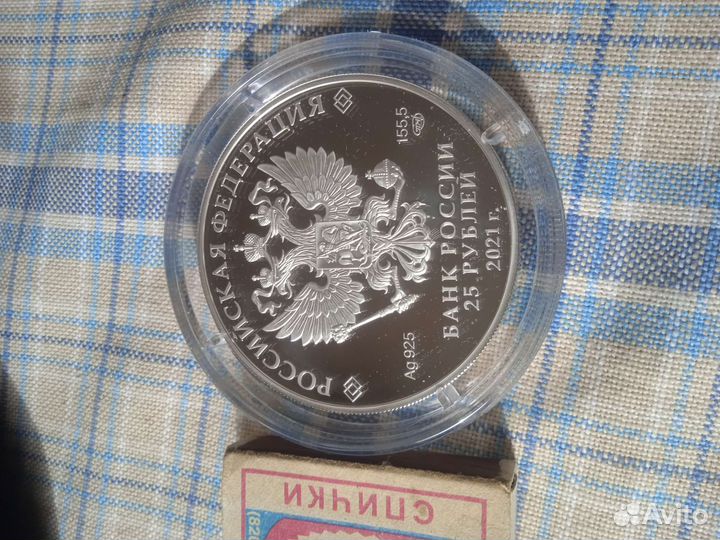 РОССИЙСКАЯ ФЕДЕРАЦИЯ
Ag 925
155,5
БАНК РОССИИ
25 РУБЛЕЙ
2021 г.
СПИЧКИ
Avito